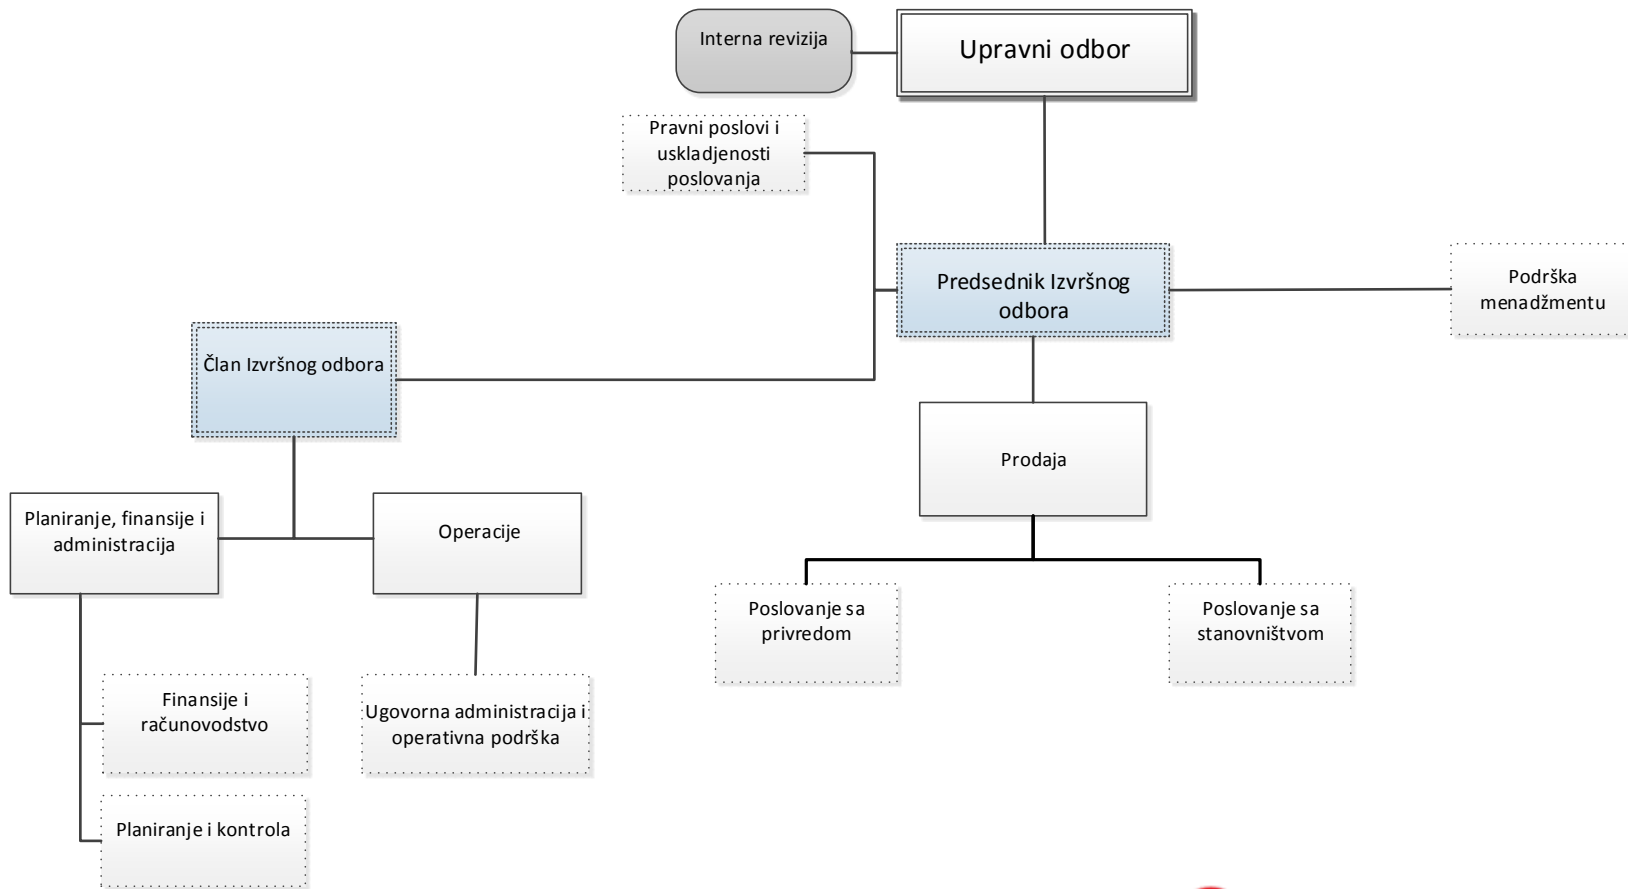 Interna revizija
Upravni odbor
Pravni poslovi i
uskladjenosti
poslovanja
Predsednik Izvršnog
odbora
Podrška
menadžmentu
Član Izvršnog odbora
Prodaja
Planiranje, finansije i
administracija
Operacije
Poslovanje sa
privredom
Poslovanje sa
stanovništvom
Finansije i
računovodstvo
Ugovorna administracija i
operativna podrška
Planiranje i kontrola